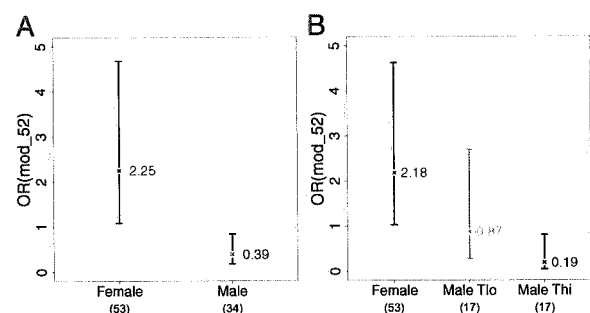 A
OR(mod_52)
5
4
3
2
1
0
2.25
0.39
Female
(53)
Male
(34)
B
OR(mod_52)
5
4
3
2
1
0
2.18
0.87
0.19
Female
(53)
Male Tlo
(17)
Male Thi
(17)